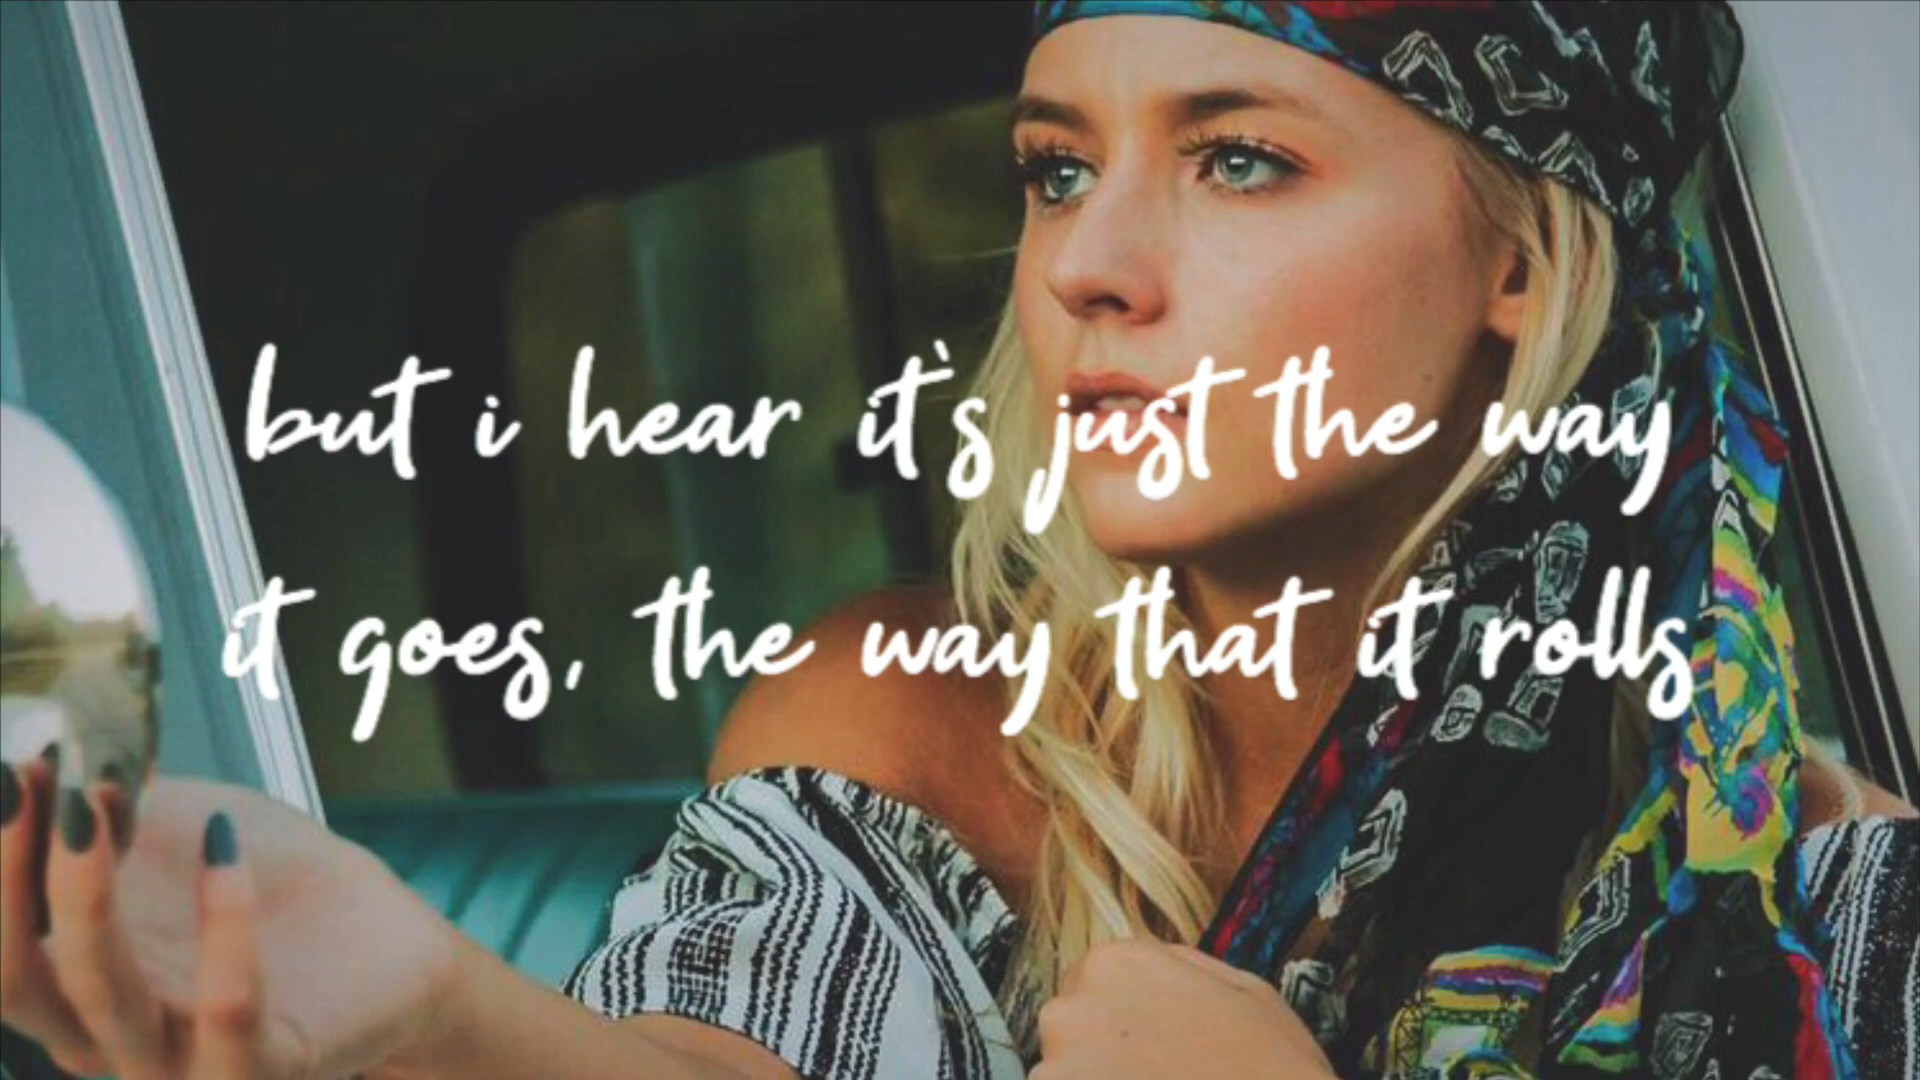 but i hear it's just the way
it goes, the way that it rolls